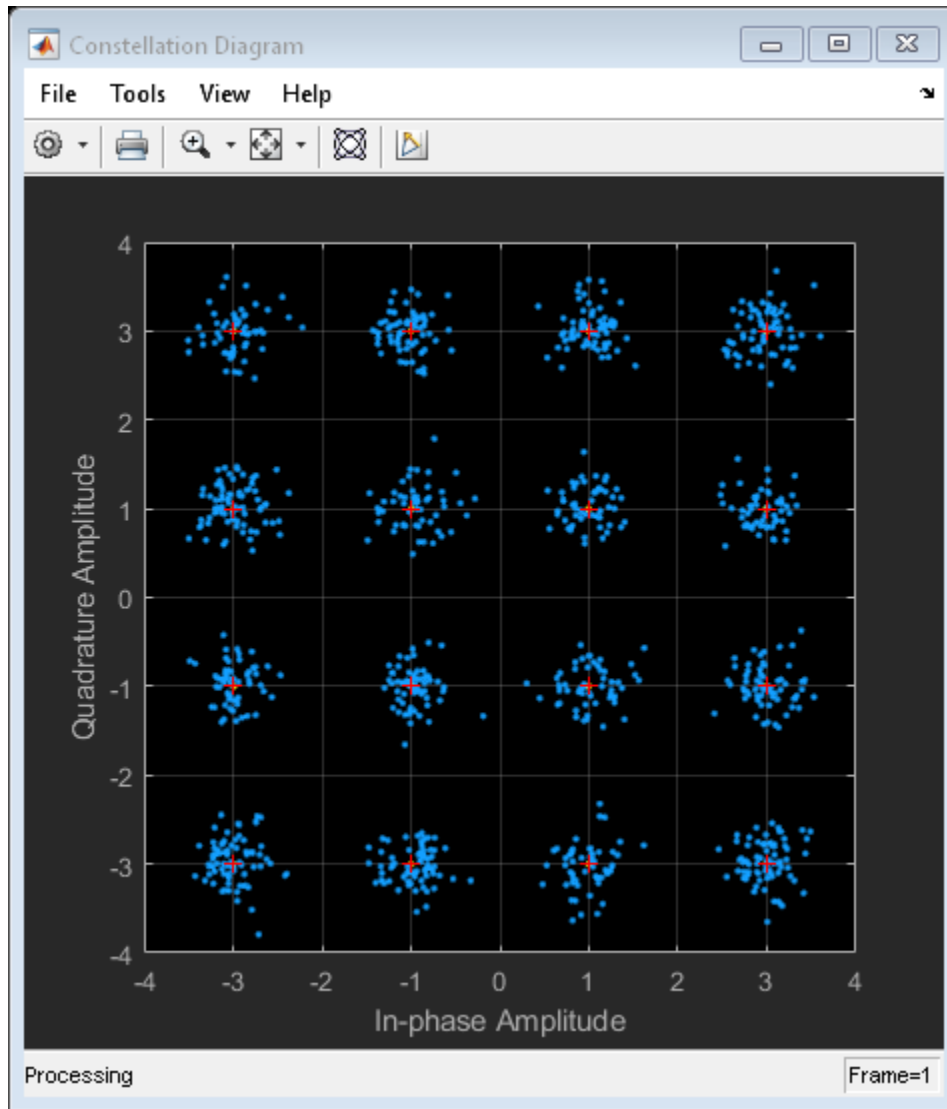 Constellation Diagram
File Tools View Help
4
3
2
1
0
-1
-2
-3
-4
Quadrature Amplitude
-4 -3 -2 -1 0 1 2 3 4
In-phase Amplitude
Processing Frame=1